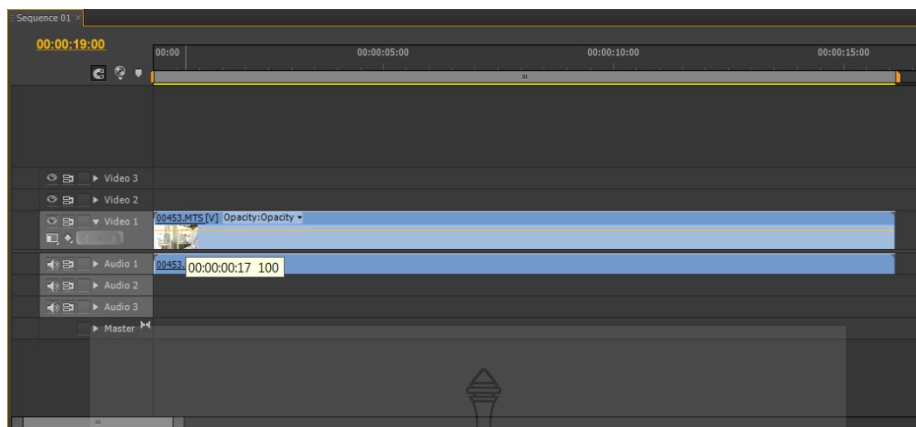 Sequence 01 ×
00:00:19:00
00:00 00:00:05:00 00:00:10:00 00:00:15:00
Video 3
Video 2
Video 1 00453.MTS [V] Opacity:Opacity
Audio 1 00453.
00:00:00:17 100
Audio 2
Audio 3
Master